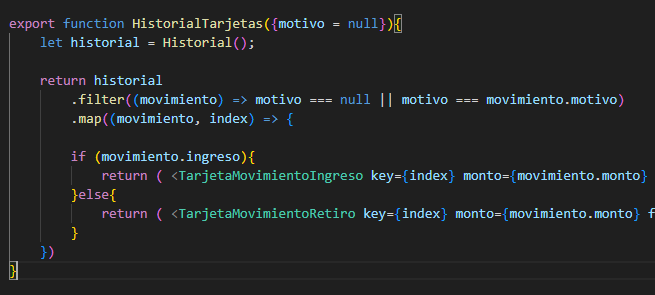 export function HistorialTarjetas({motivo = null}){
let historial = Historial();
return historial
.filter((movimiento) => motivo === null || motivo === movimiento.motivo)
.map((movimiento, index) => {
if (movimiento.ingreso){
return ( <TarjetaMovimientoIngreso key={index} monto={movimiento.monto}
}else{
return ( <TarjetaMovimientoRetiro key={index} monto={movimiento.monto} f
}
})
}